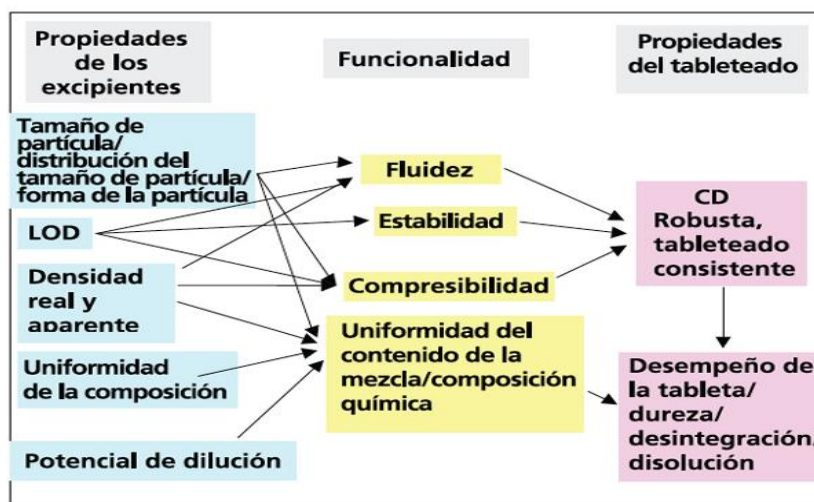 Propiedades
de los
excipientes
Funcionalidad
Propiedades
del tableteado
Tamaño de
partícula/
distribución del
tamaño de partícula/
forma de la partícula
LOD
Densidad
real y
aparente
Uniformidad
de la composición
Potencial de dilución
Fluidez
Estabilidad
Compresibilidad
Uniformidad del
contenido de la
mezcla/composición
química
CD
Robusta,
tableteado
consistente
Desempeño de
la tableta/
dureza/
desintegración/
disolución